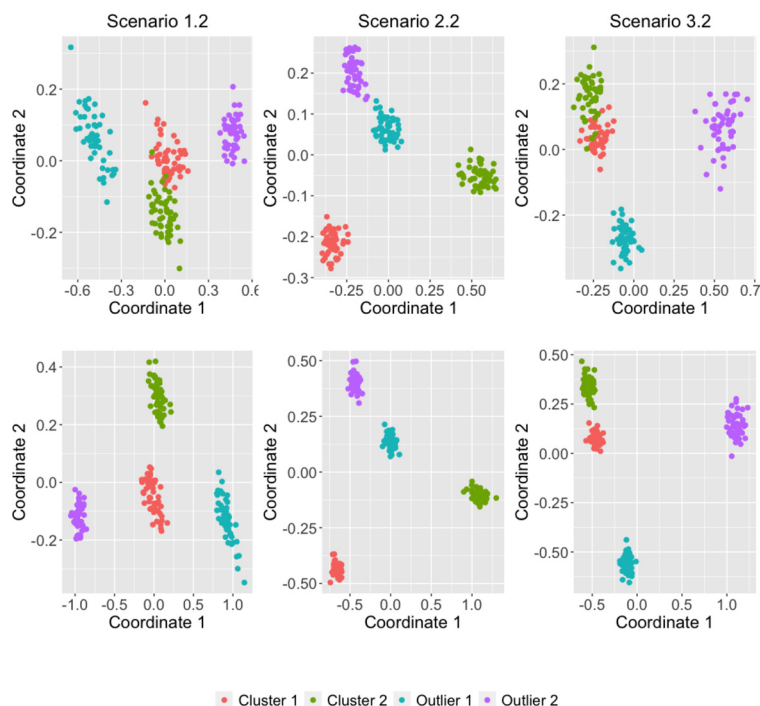 Scenario 1.2
Scenario 2.2
Scenario 3.2
Coordinate 2
0.2
0.0
-0.2
-0.6 -0.3 0.0 0.3 0.6
Coordinate 1
Coordinate 2
0.2
0.1
0.0
-0.1
-0.2
-0.3
-0.25 0.00 0.25 0.50
Coordinate 1
Coordinate 2
0.2
0.0
-0.2
-0.25 0.00 0.25 0.50 0.7
Coordinate 1
Coordinate 2
0.4
0.2
0.0
-0.2
-1.0 -0.5 0.0 0.5 1.0
Coordinate 1
Coordinate 2
0.50
0.25
0.00
-0.25
-0.50
-0.5 0.0 0.5 1.0
Coordinate 1
Coordinate 2
0.50
0.25
0.00
-0.25
-0.50
-0.5 0.0 0.5 1.0
Coordinate 1
Cluster 1 Cluster 2 Outlier 1 Outlier 2